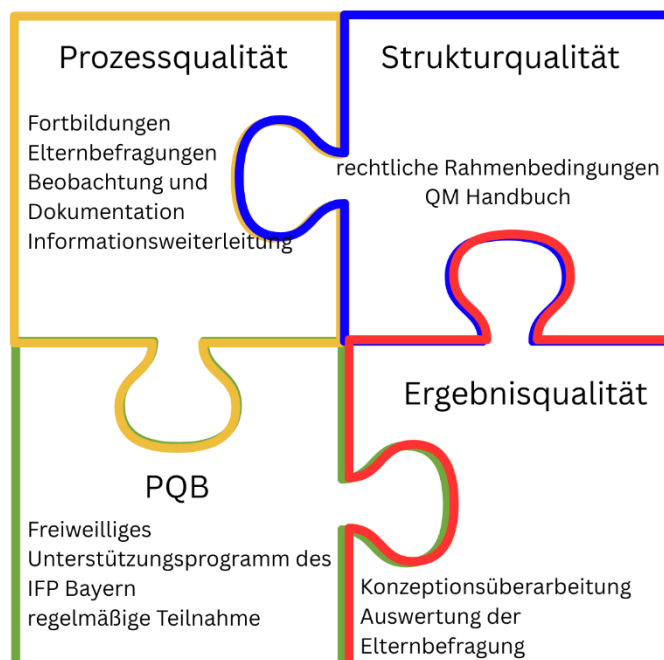 Prozessqualität
Fortbildungen
Elternbefragungen
Beobachtung und
Dokumentation
Informationsweiterleitung
Strukturqualität
rechtliche Rahmenbedingungen
QM Handbuch
PQB
Freiweilliges
Unterstützungsprogramm des
IFP Bayern
regelmäßige Teilnahme
Ergebnisqualität
Konzeptionsüberarbeitung
Auswertung der
Elternbefragung